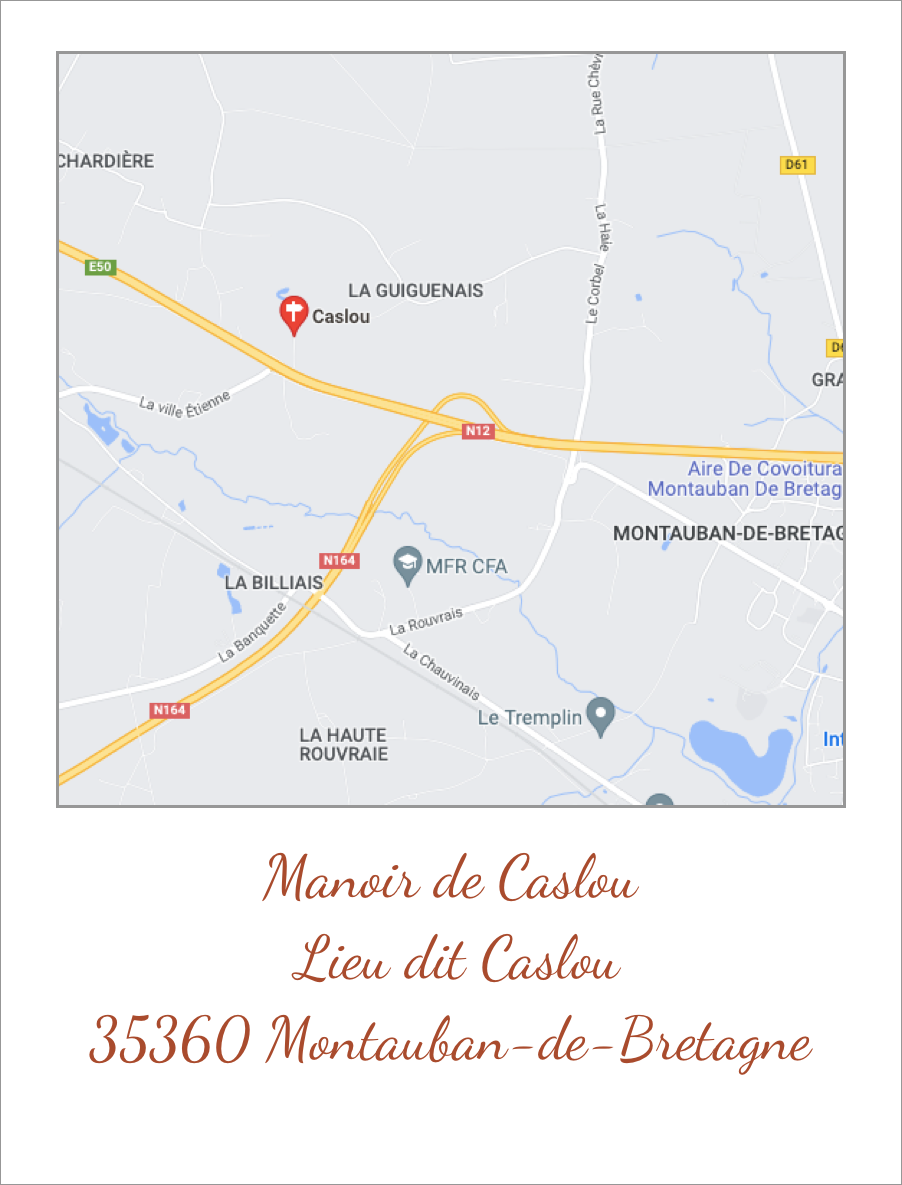 La Rue Chèv
CHARDIÈRE
D61
La Haie
E50
LA GUIGUENAIS
Le Corbel
Caslou
GRA
La ville Étienne
N12
Aire De Covoitura
Montauban De Bretag
MONTAUBAN-DE-BRETAG
N164
MFR CFA
LA BILLIAIS
La Banquette
La Rouvrais
La Chauvinais
N164
Le Tremplin
LA HAUTE
ROUVRAIE
Int
Manoir de Caslou
Lieu dit Caslou
35360 Montauban-de-Bretagne